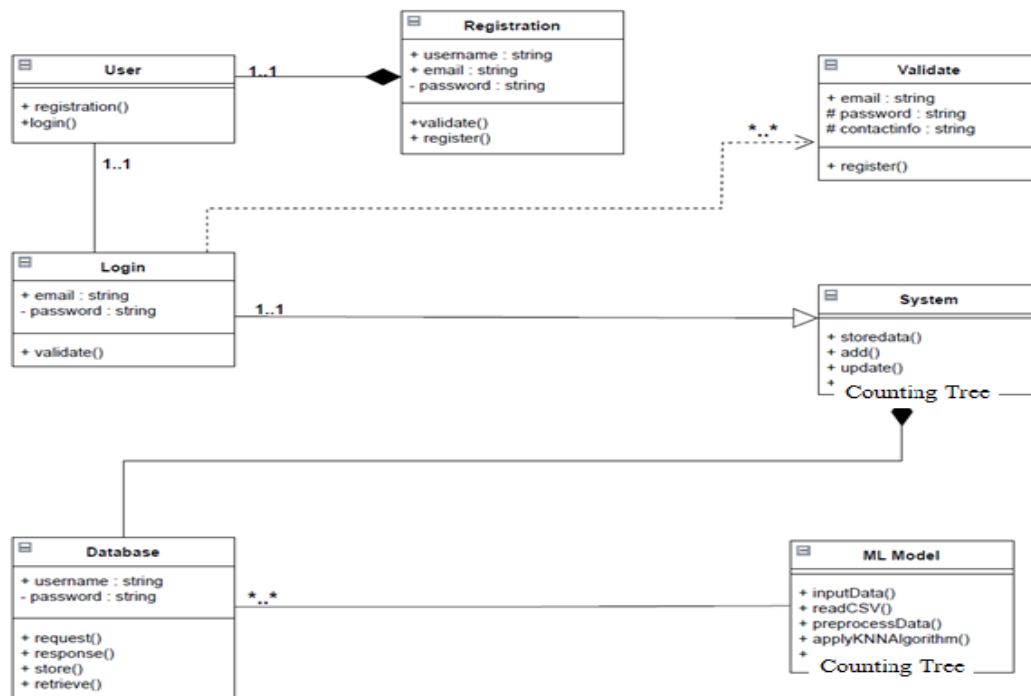 Registration
+ username : string
+ email : string
- password : string
+validate()
+ register()
User
+ registration()
+login()
1..1
1..1
Validate
+ email : string
# password : string
# contactinfo : string
+ register()
*..*
Login
+ email : string
- password : string
+ validate()
1..1
System
+ storedata()
+ add()
+ update()
+
Counting Tree
Database
+ username : string
- password : string
+ request()
+ response()
+ store()
+ retrieve()
*..*
ML Model
+ inputData()
+ readCSV()
+ preprocessData()
+ applyKNNAlgorithm()
+
Counting Tree